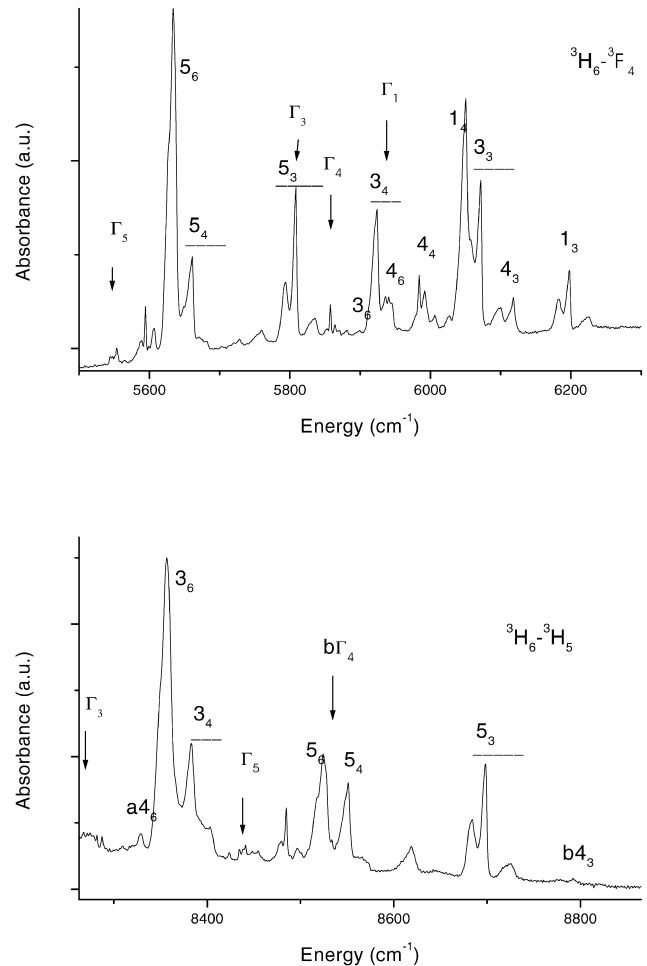 ³H₆-³F₄
5₆
Γ₁
Γ₃
1₄
3₃
5₃
Γ₄
3₄
Γ₅
5₄
4₄
4₆
4₃
1₃
3₆
Absorbance (a.u.)
5600 5800 6000 6200
Energy (cm⁻¹)
3₆
³H₆-³H₅
bΓ₄
Γ₃
3₄
5₃
5₆ 5₄
Γ₅
a4₆
b4₃
Absorbance (a.u.)
8400 8600 8800
Energy (cm⁻¹)